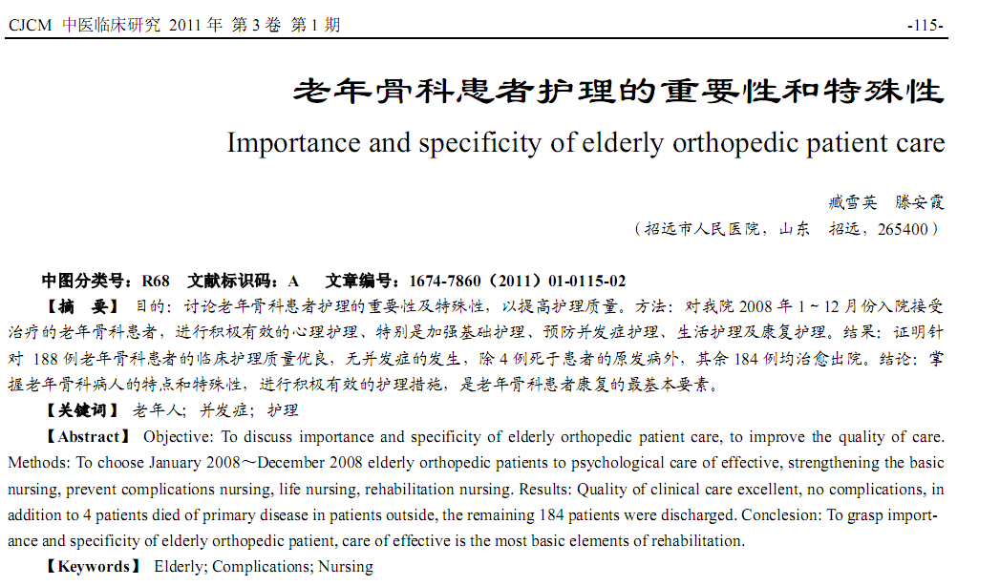 CJCM 中医临床研究 2011 年 第 3 卷 第 1 期 -115-
老年骨科患者护理的重要性和特殊性
Importance and specificity of elderly orthopedic patient care
臧雪英 滕安霞
（招远市人民医院，山东 招远，265400）
中图分类号：R68 文献标识码：A 文章编号：1674-7860（2011）01-0115-02
【摘 要】 目的：讨论老年骨科患者护理的重要性及特殊性，以提高护理质量。方法：对我院 2008 年 1～12 月份入院接受
治疗的老年骨科患者，进行积极有效的心理护理、特别是加强基础护理、预防并发症护理、生活护理及康复护理。结果：证明针
对 188 例老年骨科患者的临床护理质量优良，无并发症的发生，除 4 例死于患者的原发病外，其余 184 例均治愈出院。结论：掌
握老年骨科病人的特点和特殊性，进行积极有效的护理措施，是老年骨科患者康复的最基本要素。
【关键词】 老年人；并发症；护理
【Abstract】 Objective: To discuss importance and specificity of elderly orthopedic patient care, to improve the quality of care.
Methods: To choose January 2008～December 2008 elderly orthopedic patients to psychological care of effective, strengthening the basic
nursing, prevent complications nursing, life nursing, rehabilitation nursing. Results: Quality of clinical care excellent, no complications, in
addition to 4 patients died of primary disease in patients outside, the remaining 184 patients were discharged. Conclesion: To grasp import-
ance and specificity of elderly orthopedic patient, care of effective is the most basic elements of rehabilitation.
【Keywords】 Elderly; Complications; Nursing